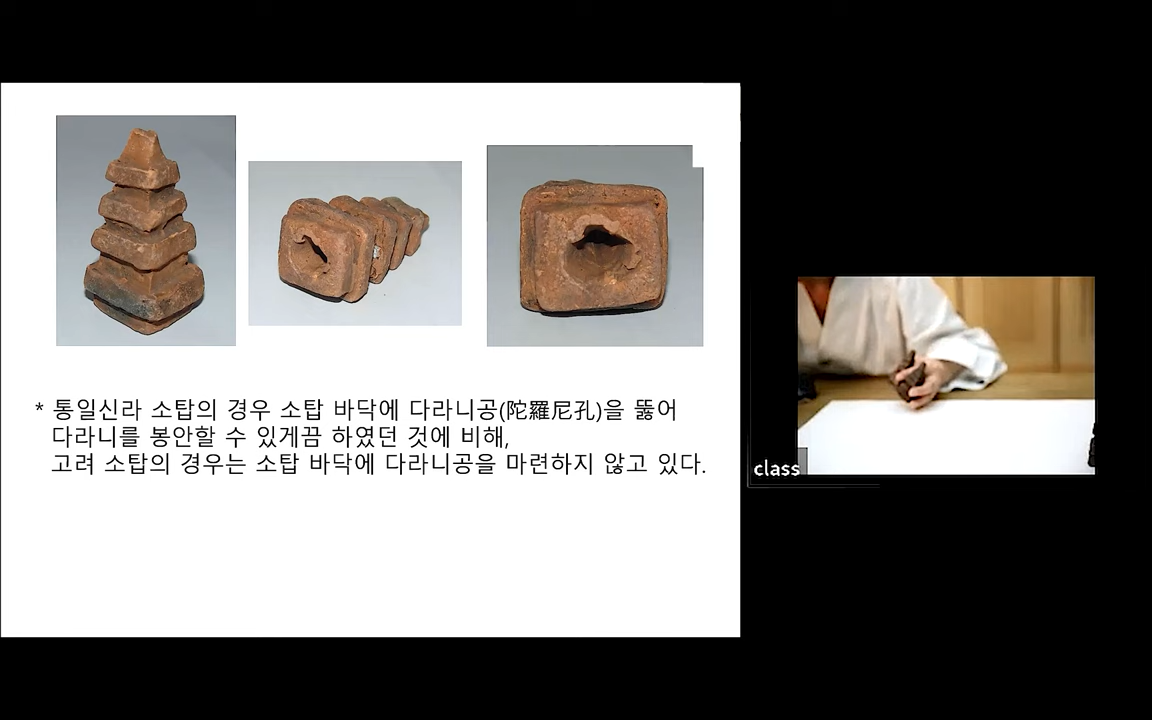 * 통일신라 소탑의 경우 소탑 바닥에 다라니공(陀羅尼孔)을 뚫어
다라니를 봉안할 수 있게끔 하였던 것에 비해,
고려 소탑의 경우는 소탑 바닥에 다라니공을 마련하지 않고 있다.
class